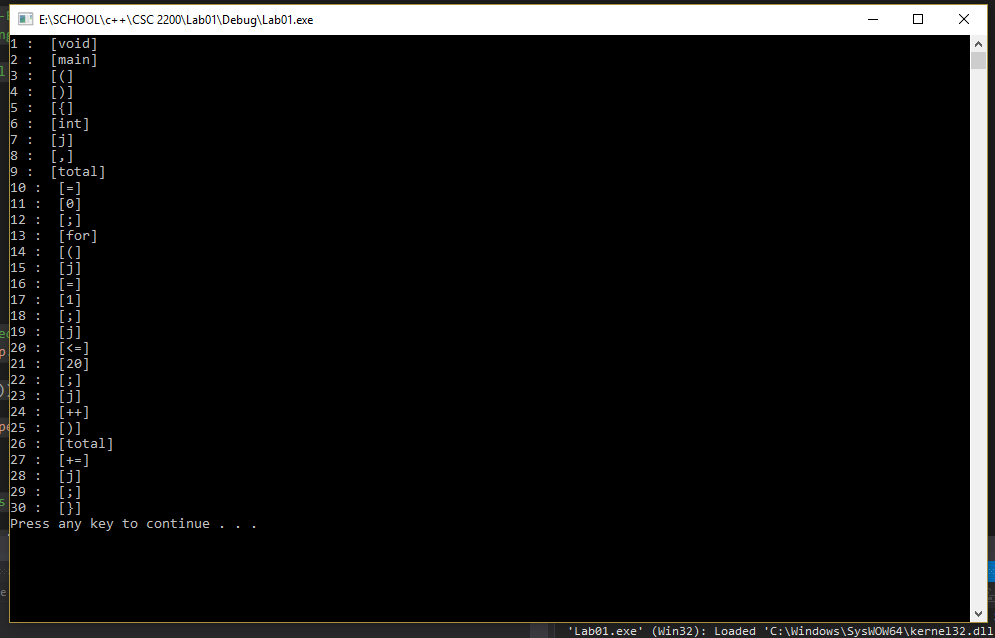 E:\SCHOOL\c++\CSC 2200\Lab01\Debug\Lab01.exe
1 :  [void]
2 :  [main]
3 :  [(]
4 :  [)]
5 :  [{]
6 :  [int]
7 :  [j]
8 :  [,]
9 :  [total]
10 :  [=]
11 :  [0]
12 :  [;]
13 :  [for]
14 :  [(]
15 :  [j]
16 :  [=]
17 :  [1]
18 :  [;]
19 :  [j]
20 :  [<=]
21 :  [20]
22 :  [;]
23 :  [j]
24 :  [++]
25 :  [)]
26 :  [total]
27 :  [+=]
28 :  [j]
29 :  [;]
30 :  [}]
Press any key to continue . . .
'Lab01.exe' (Win32): Loaded 'C:\Windows\SysWOW64\kernel32.dll